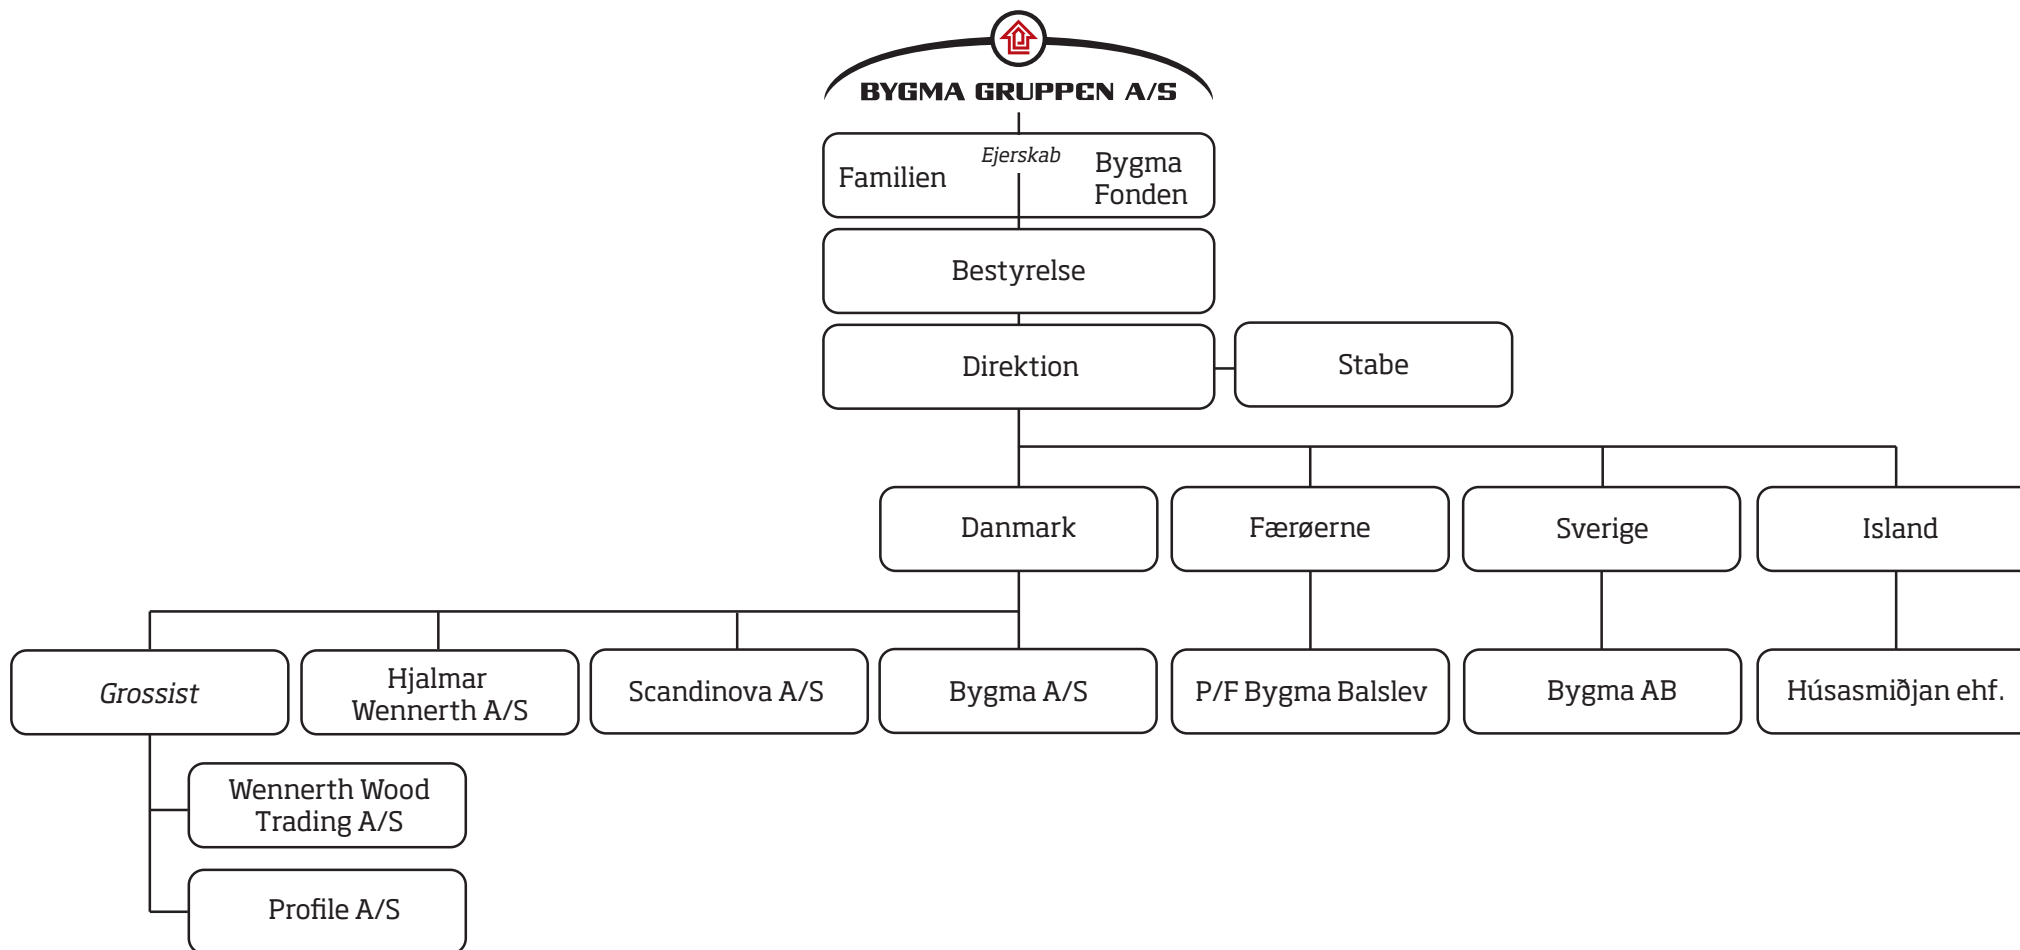 BYGMA GRUPPEN A/S
Ejerskab
Familien
Bygma
Fonden
Bestyrelse
Direktion
Stabe
Danmark
Færøerne
Sverige
Island
Grossist
Hjalmar
Wennerth A/S
Scandinova A/S
Bygma A/S
P/F Bygma Balslev
Bygma AB
Húsasmiðjan ehf.
Wennerth Wood
Trading A/S
Profile A/S